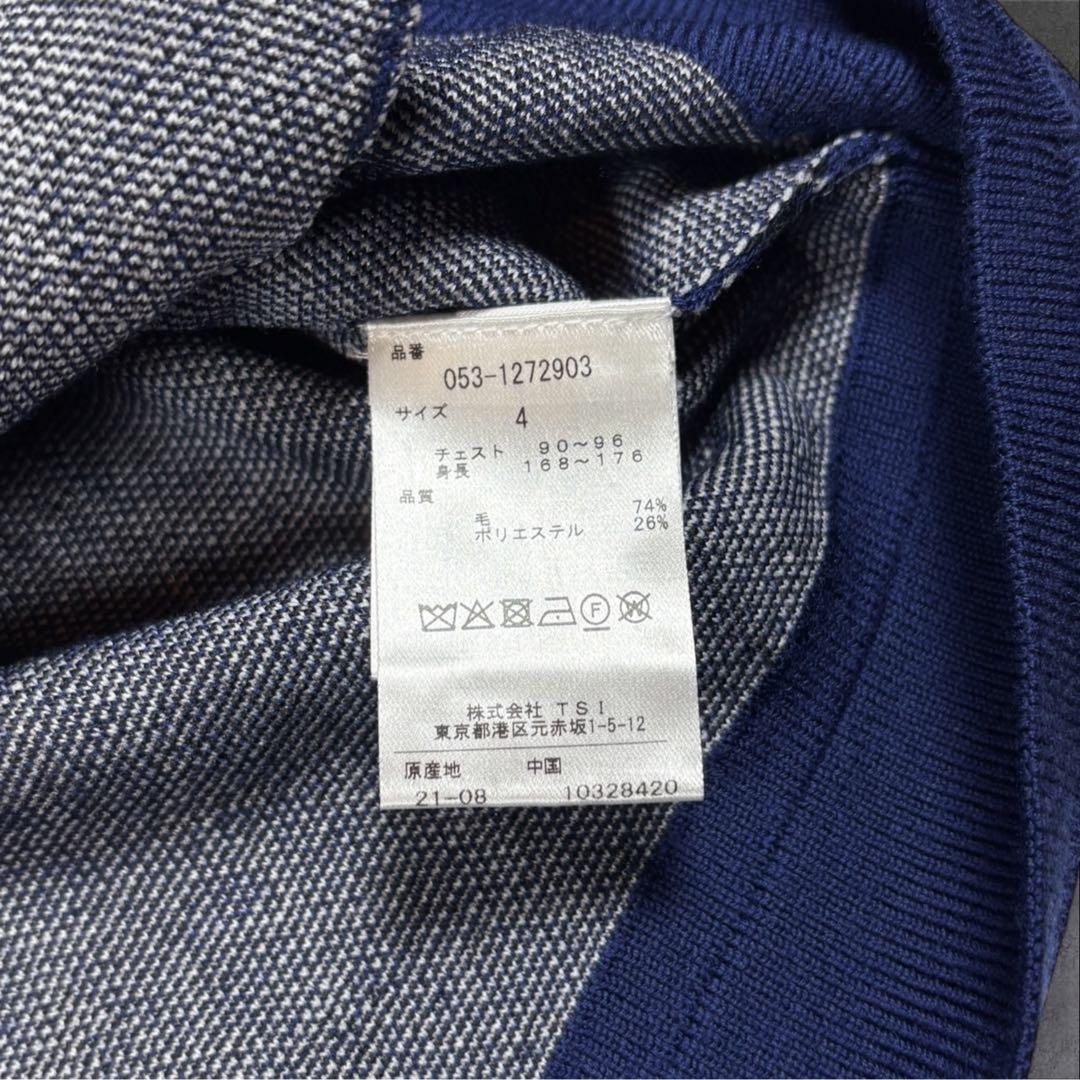 品番
053-1272903
サイズ 4
チェスト 90～96
身長 168～176
品質
毛 74%
ポリエステル 26%
F W
株式会社 TSI
東京都港区元赤坂1-5-12
原産地 中国
21-08 10328420